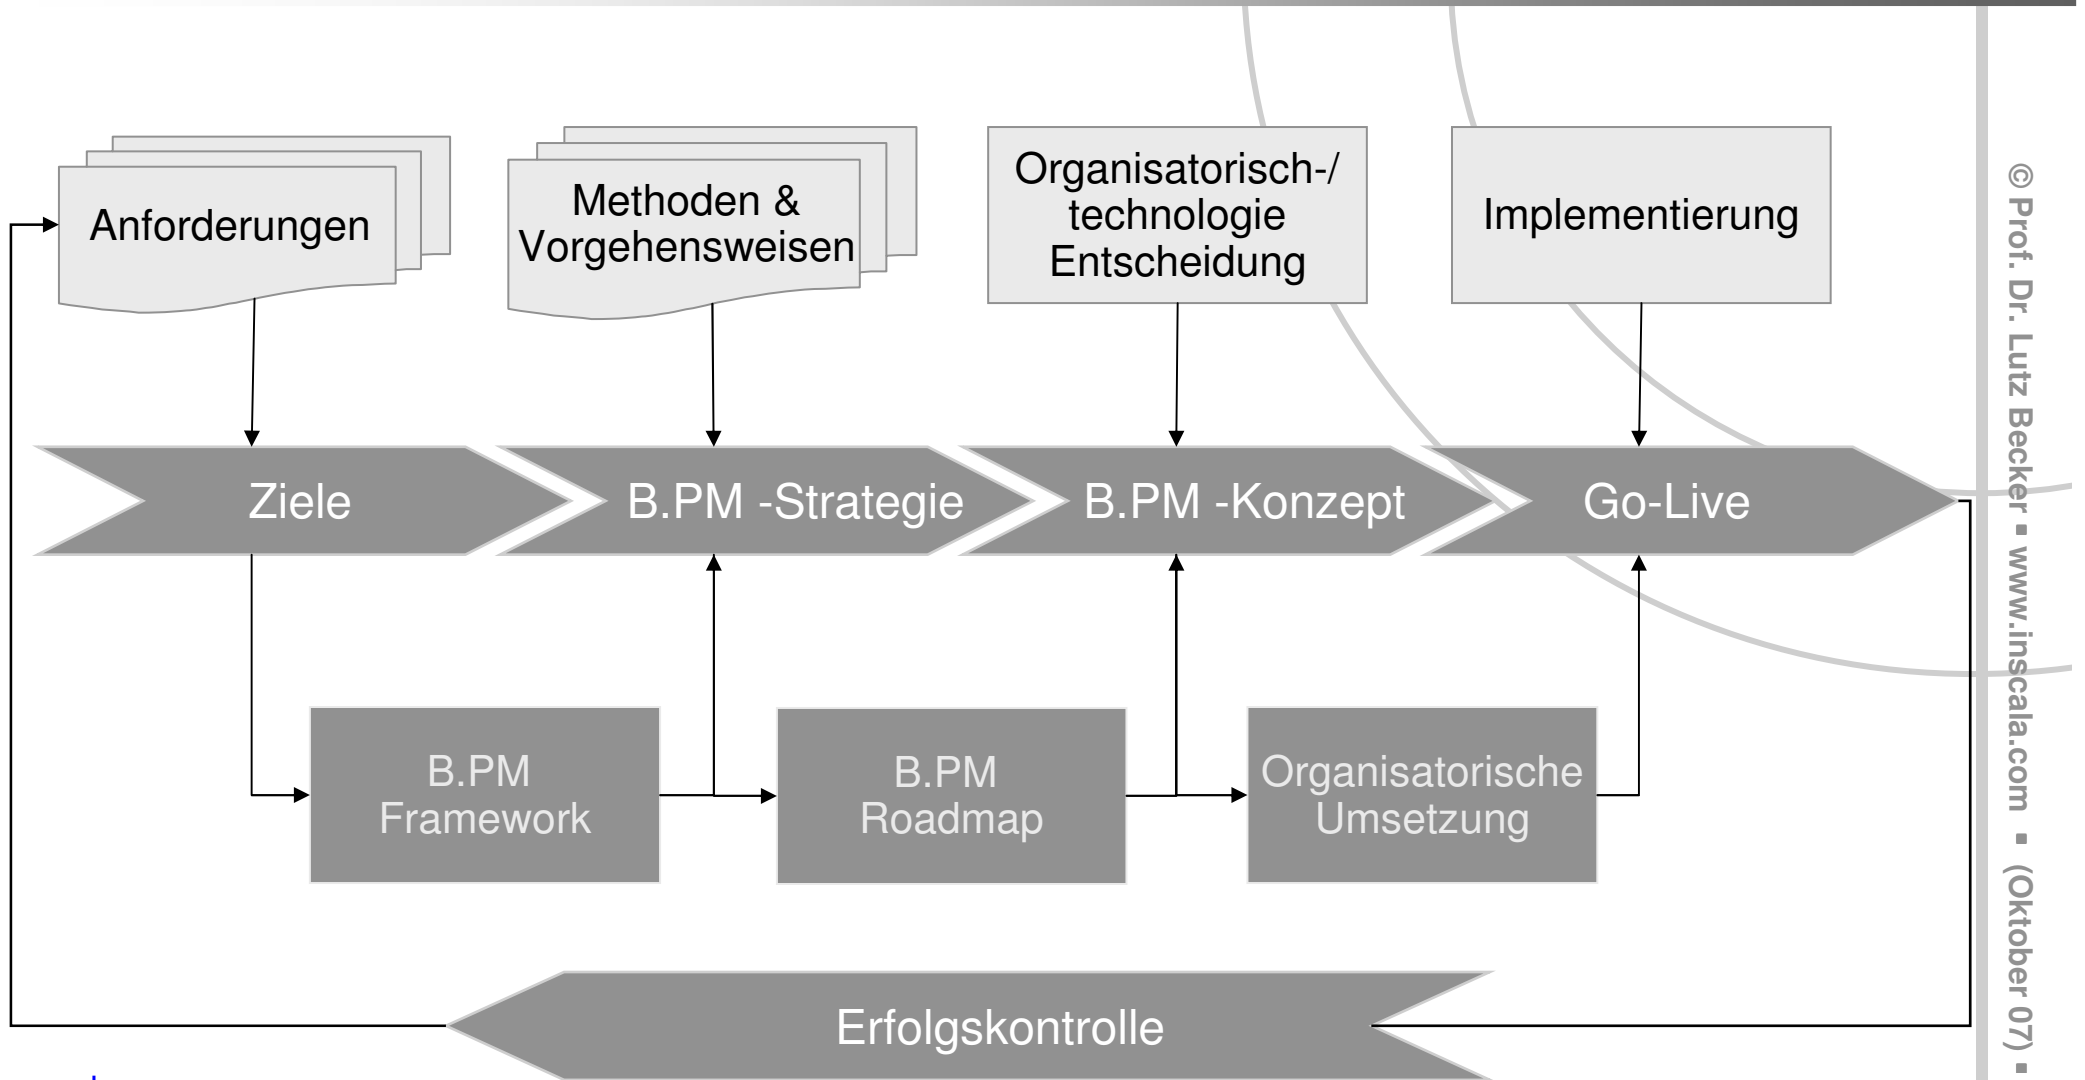 Anforderungen
Methoden &
Vorgehensweisen
Organisatorisch-/
technologie
Entscheidung
Implementierung
Ziele
B.PM -Strategie
B.PM -Konzept
Go-Live
B.PM
Framework
B.PM
Roadmap
Organisatorische
Umsetzung
Erfolgskontrolle
© Prof. Dr. Lutz Becker ▪ www.inscala.com ▪ (Oktober 07) ▪